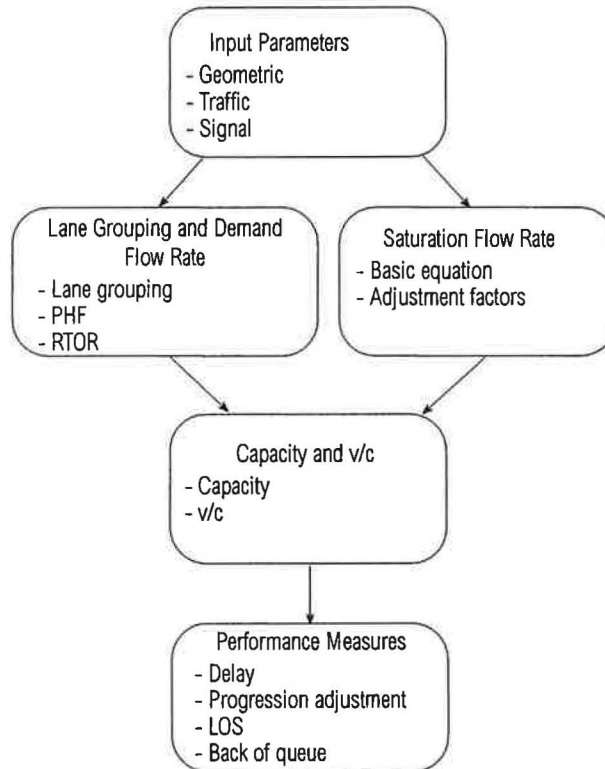 Input Parameters
- Geometric
- Traffic
- Signal
Lane Grouping and Demand
Flow Rate
- Lane grouping
- PHF
- RTOR
Saturation Flow Rate
- Basic equation
- Adjustment factors
Capacity and v/c
- Capacity
- v/c
Performance Measures
- Delay
- Progression adjustment
- LOS
- Back of queue